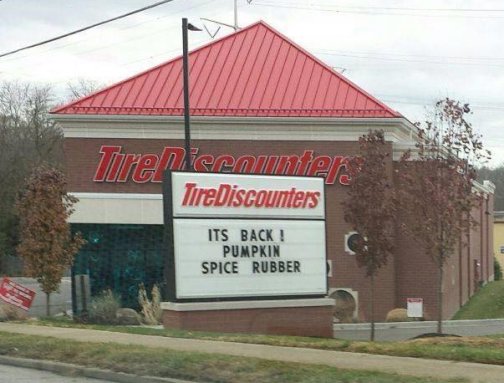 TireDiscounters
TireDiscounters
ITS BACK !
PUMPKIN
SPICE RUBBER